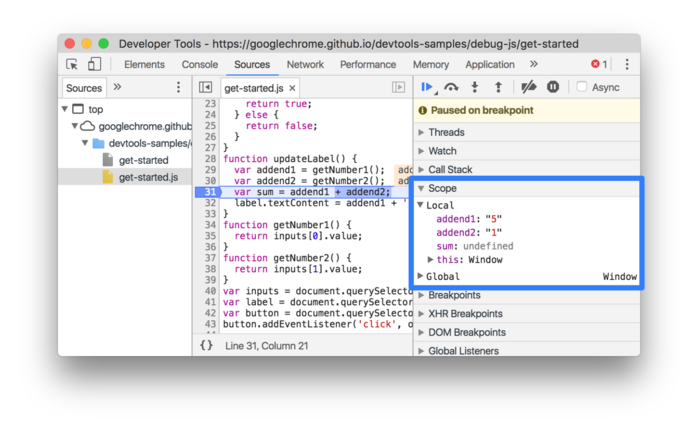 Developer Tools - https://googlechrome.github.io/devtools-samples/debug-js/get-started
Elements Console Sources Network Performance Memory Application » 1
Sources »
get-started.js ×
Async
top
googlechrome.github
devtools-samples/
get-started
get-started.js
23 return true;
24 } else {
25 return false;
26 }
27 }
28 function updateLabel() {
29 var addend1 = getNumber1(); add
30 var addend2 = getNumber2(); ad
31 var sum = addend1 + addend2;
32 label.textContent = addend1 + '
33 }
34 function getNumber1() {
35 return inputs[0].value;
36 }
37 function getNumber2() {
38 return inputs[1].value;
39 }
40 var inputs = document.querySelector
41 var label = document.querySelector
42 var button = document.querySelector
43 button.addEventListener('click', o
{} Line 31, Column 21
Paused on breakpoint
Threads
Watch
Call Stack
Scope
Local
addend1: "5"
addend2: "1"
sum: undefined
this: Window
Global Window
Breakpoints
XHR Breakpoints
DOM Breakpoints
Global Listeners